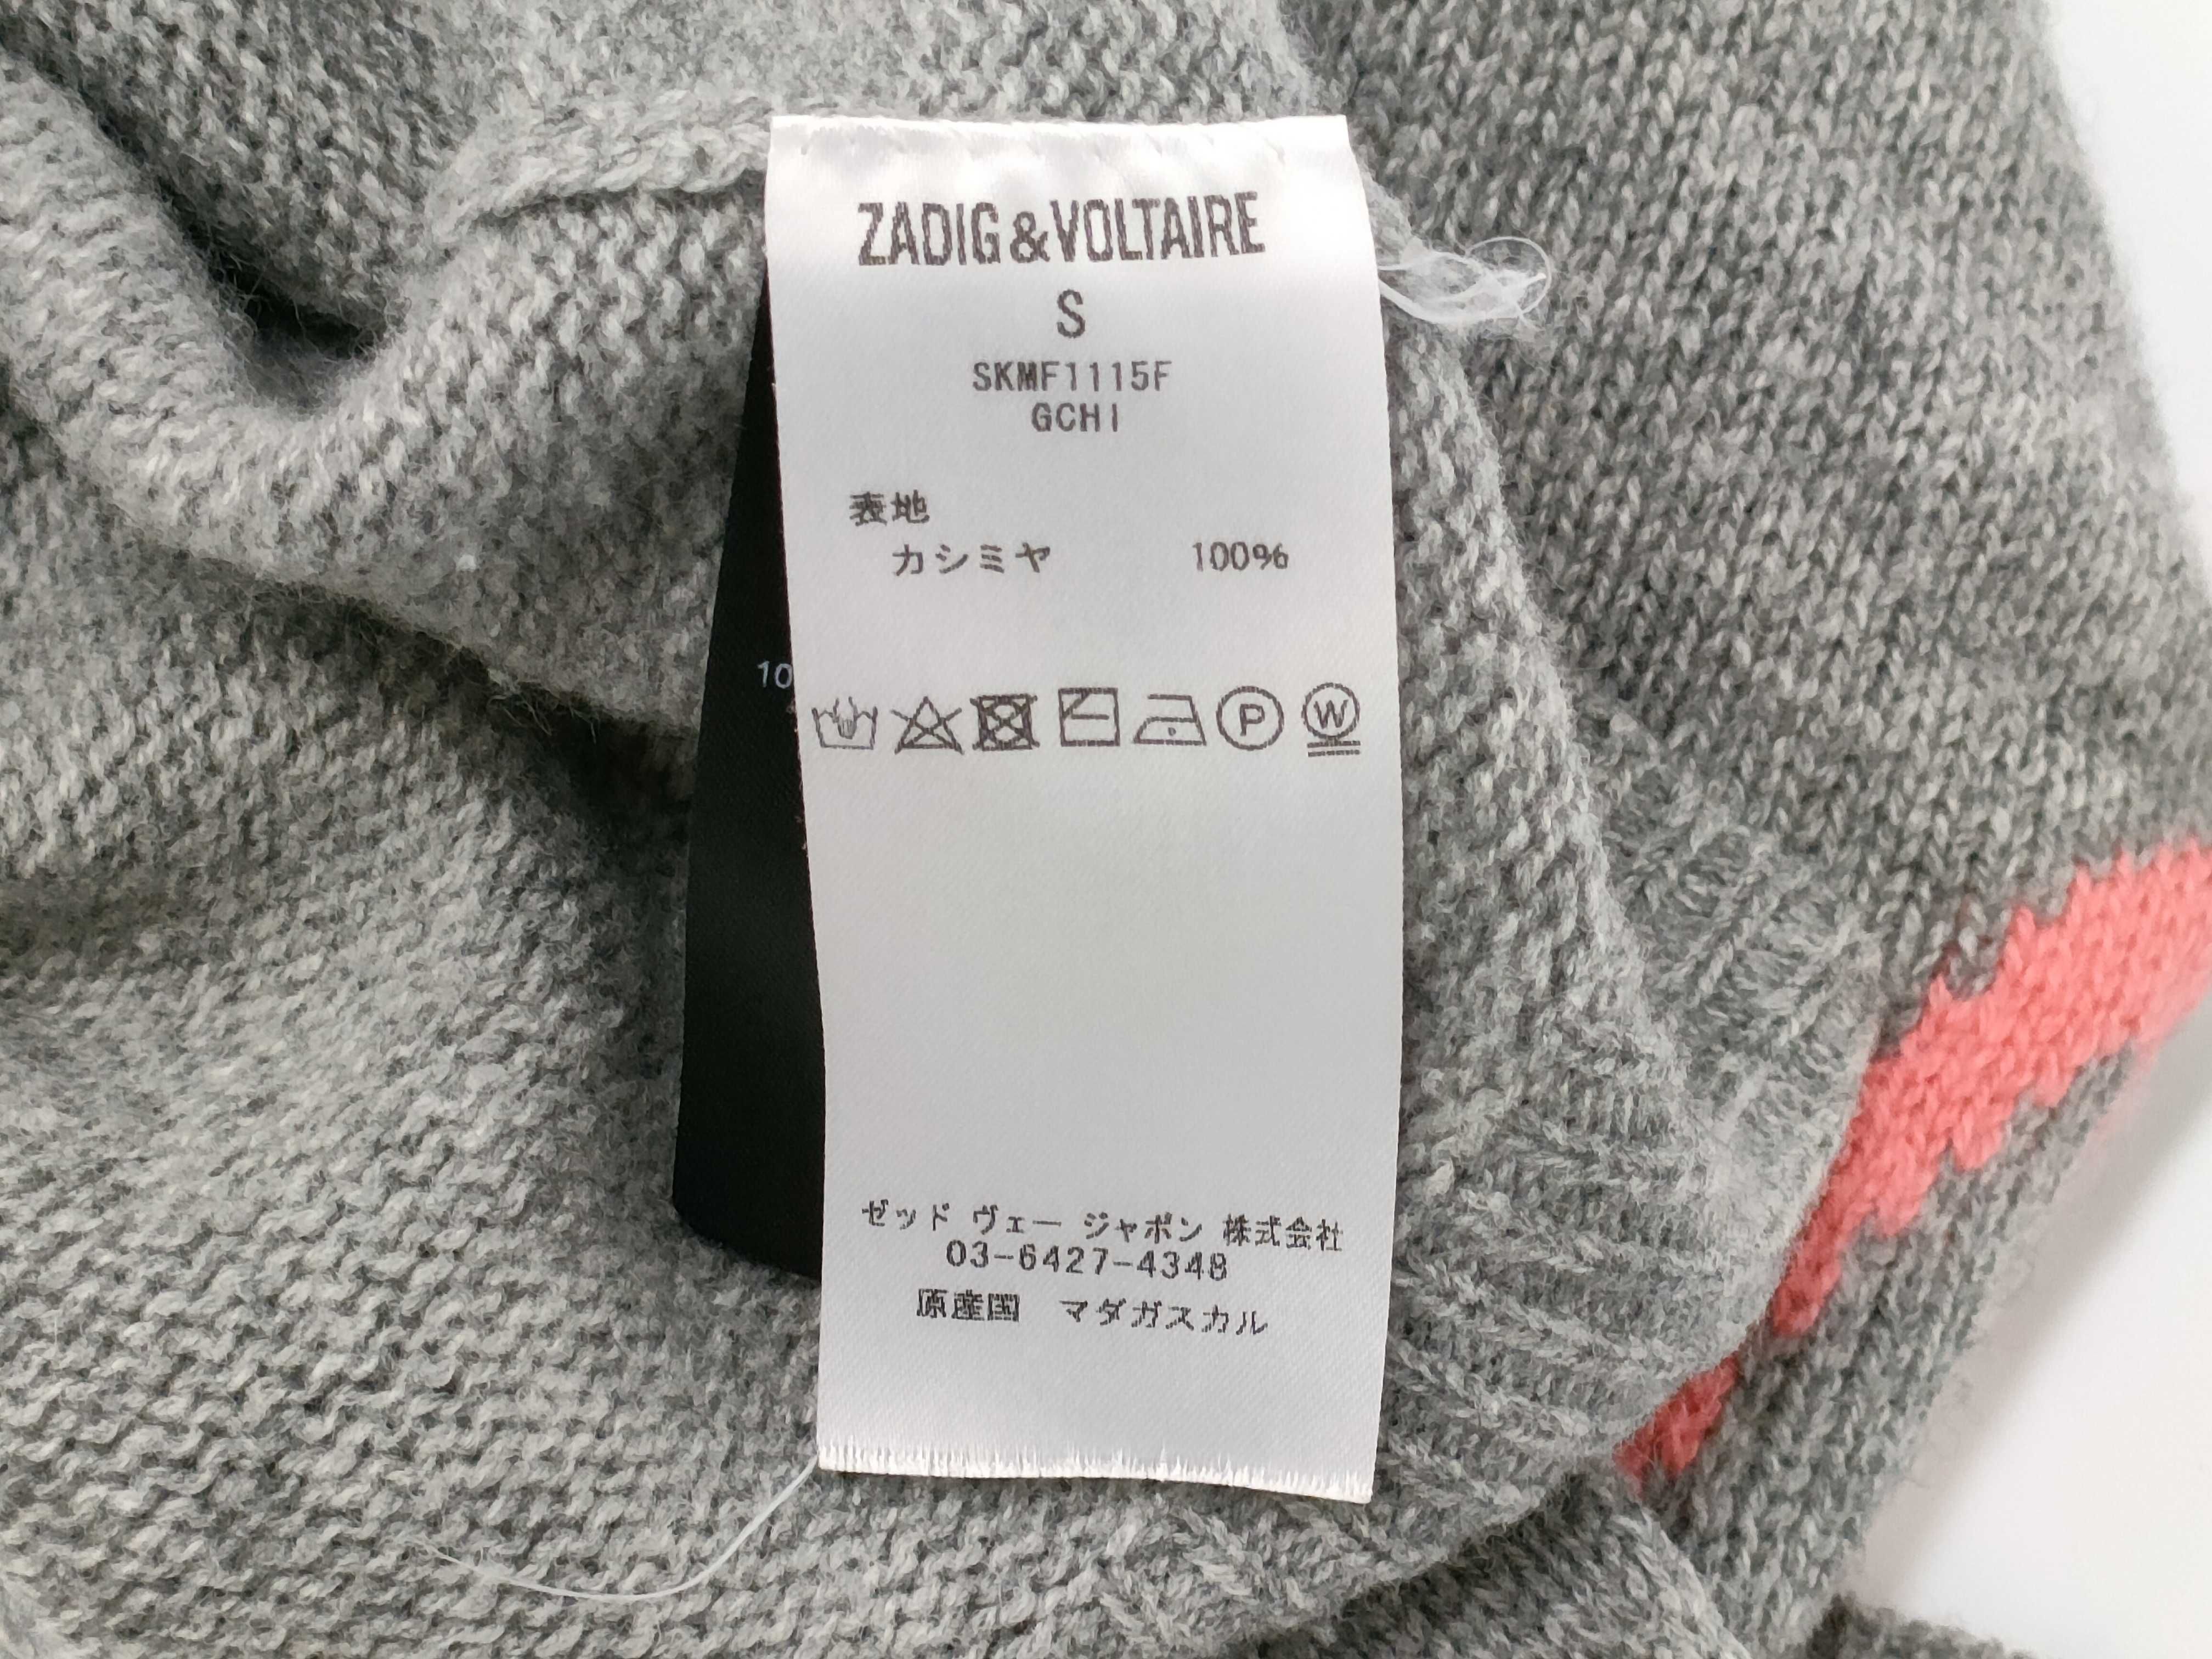 ZADIG&VOLTAIRE
S
SKMF1115F
GCHI
表地
カシミヤ 100%
10
P W
ゼッド ヴェー ジャポン 株式会社
03-6427-4348
原産国 マダガスカル